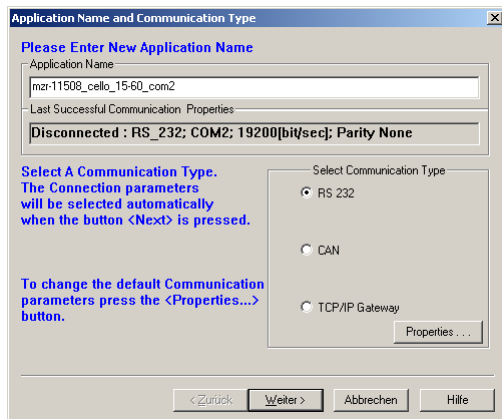 Application Name and Communication Type
Please Enter New Application Name
Application Name
mzr-11508_cello_15-60_com2
Last Successful Communication Properties
Disconnected : RS_232; COM2; 19200[bit/sec]; Parity None
Select A Communication Type.
The Connection parameters
will be selected automatically
when the button <Next> is pressed.
To change the default Communication
parameters press the <Properties...>
button.
Select Communication Type
RS 232
CAN
TCP/IP Gateway
Properties . . .
< Zurück
Weiter >
Abbrechen
Hilfe